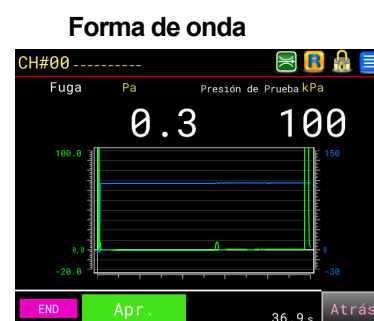 Forma de onda
CH#00----------
R
Fuga Pa Presión de Prueba kPa
0.3 100
100.0 150
0.0 0
-20.0 -30
END Apr. 36.9 s Atrás